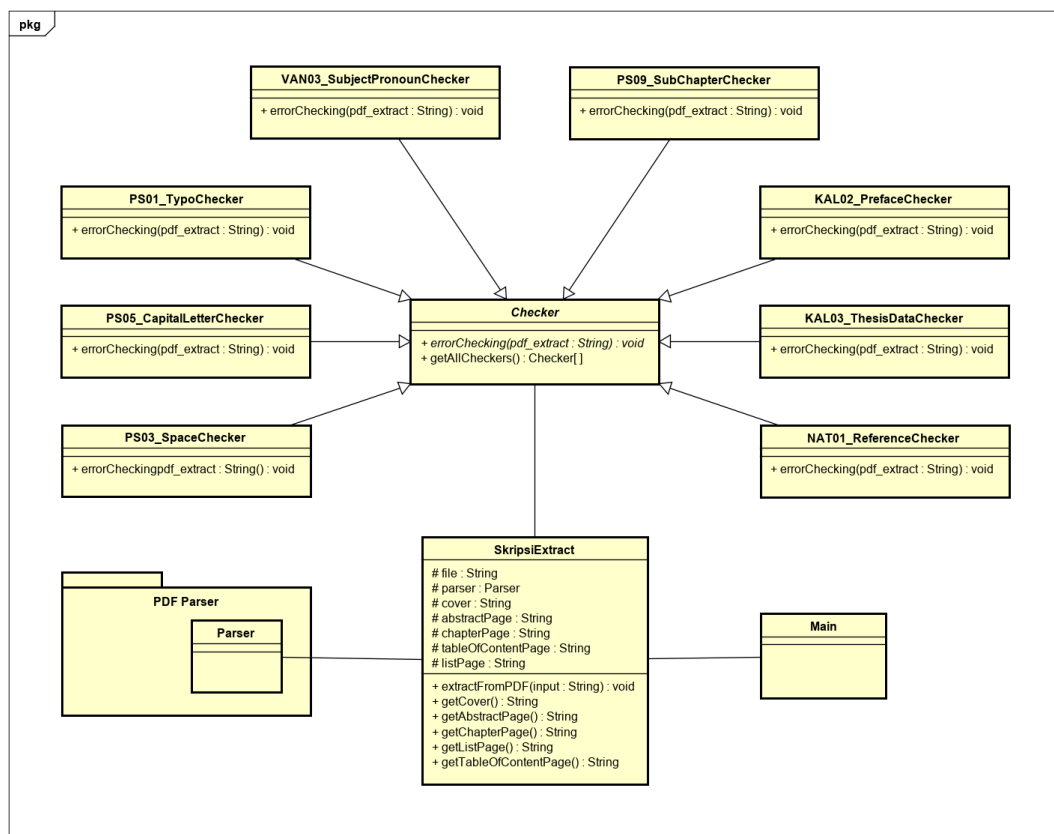 pkg
VAN03_SubjectPronounChecker
+ errorChecking(pdf_extract : String) : void
PS09_SubChapterChecker
+ errorChecking(pdf_extract : String) : void
PS01_TypoChecker
+ errorChecking(pdf_extract : String) : void
KAL02_PrefaceChecker
+ errorChecking(pdf_extract : String) : void
Checker
+ errorChecking(pdf_extract : String) : void
+ getAllCheckers() : Checker[ ]
PS05_CapitalLetterChecker
+ errorChecking(pdf_extract : String) : void
KAL03_ThesisDataChecker
+ errorChecking(pdf_extract : String) : void
PS03_SpaceChecker
+ errorCheckingpdf_extract : String() : void
NAT01_ReferenceChecker
+ errorChecking(pdf_extract : String) : void
SkripsiExtract
# file : String
# parser : Parser
# cover : String
# abstractPage : String
# chapterPage : String
# tableOfContentPage : String
# listPage : String
+ extractFromPDF(input : String) : void
+ getCover() : String
+ getAbstractPage() : String
+ getChapterPage() : String
+ getListPage() : String
+ getTableOfContentPage() : String
PDF Parser
Parser
Main